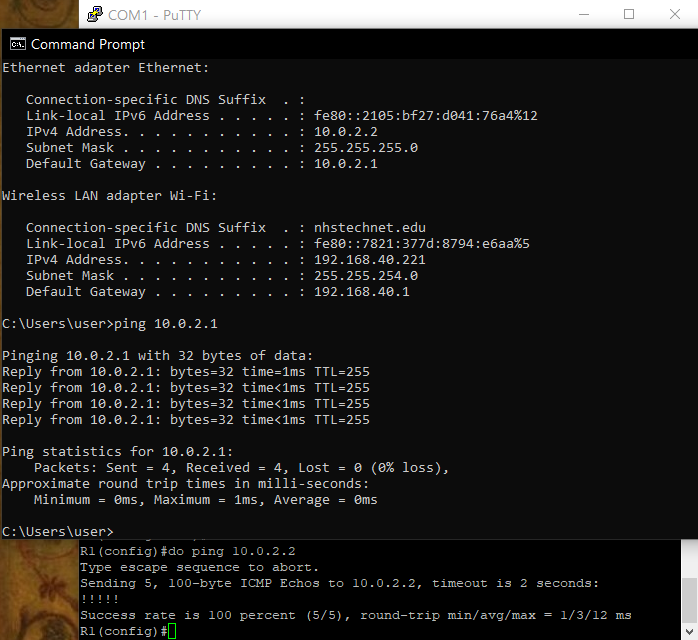 COM1 - PuTTY
Command Prompt
Ethernet adapter Ethernet:
Connection-specific DNS Suffix  . :
Link-local IPv6 Address . . . . . : fe80::2105:bf27:d041:76a4%12
IPv4 Address. . . . . . . . . . . : 10.0.2.2
Subnet Mask . . . . . . . . . . . : 255.255.255.0
Default Gateway . . . . . . . . . : 10.0.2.1
Wireless LAN adapter Wi-Fi:
Connection-specific DNS Suffix  . : nhstechnet.edu
Link-local IPv6 Address . . . . . : fe80::7821:377d:8794:e6aa%5
IPv4 Address. . . . . . . . . . . : 192.168.40.221
Subnet Mask . . . . . . . . . . . : 255.255.254.0
Default Gateway . . . . . . . . . : 192.168.40.1
C:\Users\user>ping 10.0.2.1
Pinging 10.0.2.1 with 32 bytes of data:
Reply from 10.0.2.1: bytes=32 time=1ms TTL=255
Reply from 10.0.2.1: bytes=32 time<1ms TTL=255
Reply from 10.0.2.1: bytes=32 time<1ms TTL=255
Reply from 10.0.2.1: bytes=32 time<1ms TTL=255
Ping statistics for 10.0.2.1:
Packets: Sent = 4, Received = 4, Lost = 0 (0% loss),
Approximate round trip times in milli-seconds:
Minimum = 0ms, Maximum = 1ms, Average = 0ms
C:\Users\user>
R1(config)#do ping 10.0.2.2
Type escape sequence to abort.
Sending 5, 100-byte ICMP Echos to 10.0.2.2, timeout is 2 seconds:
!!!!!
Success rate is 100 percent (5/5), round-trip min/avg/max = 1/3/12 ms
R1(config)#